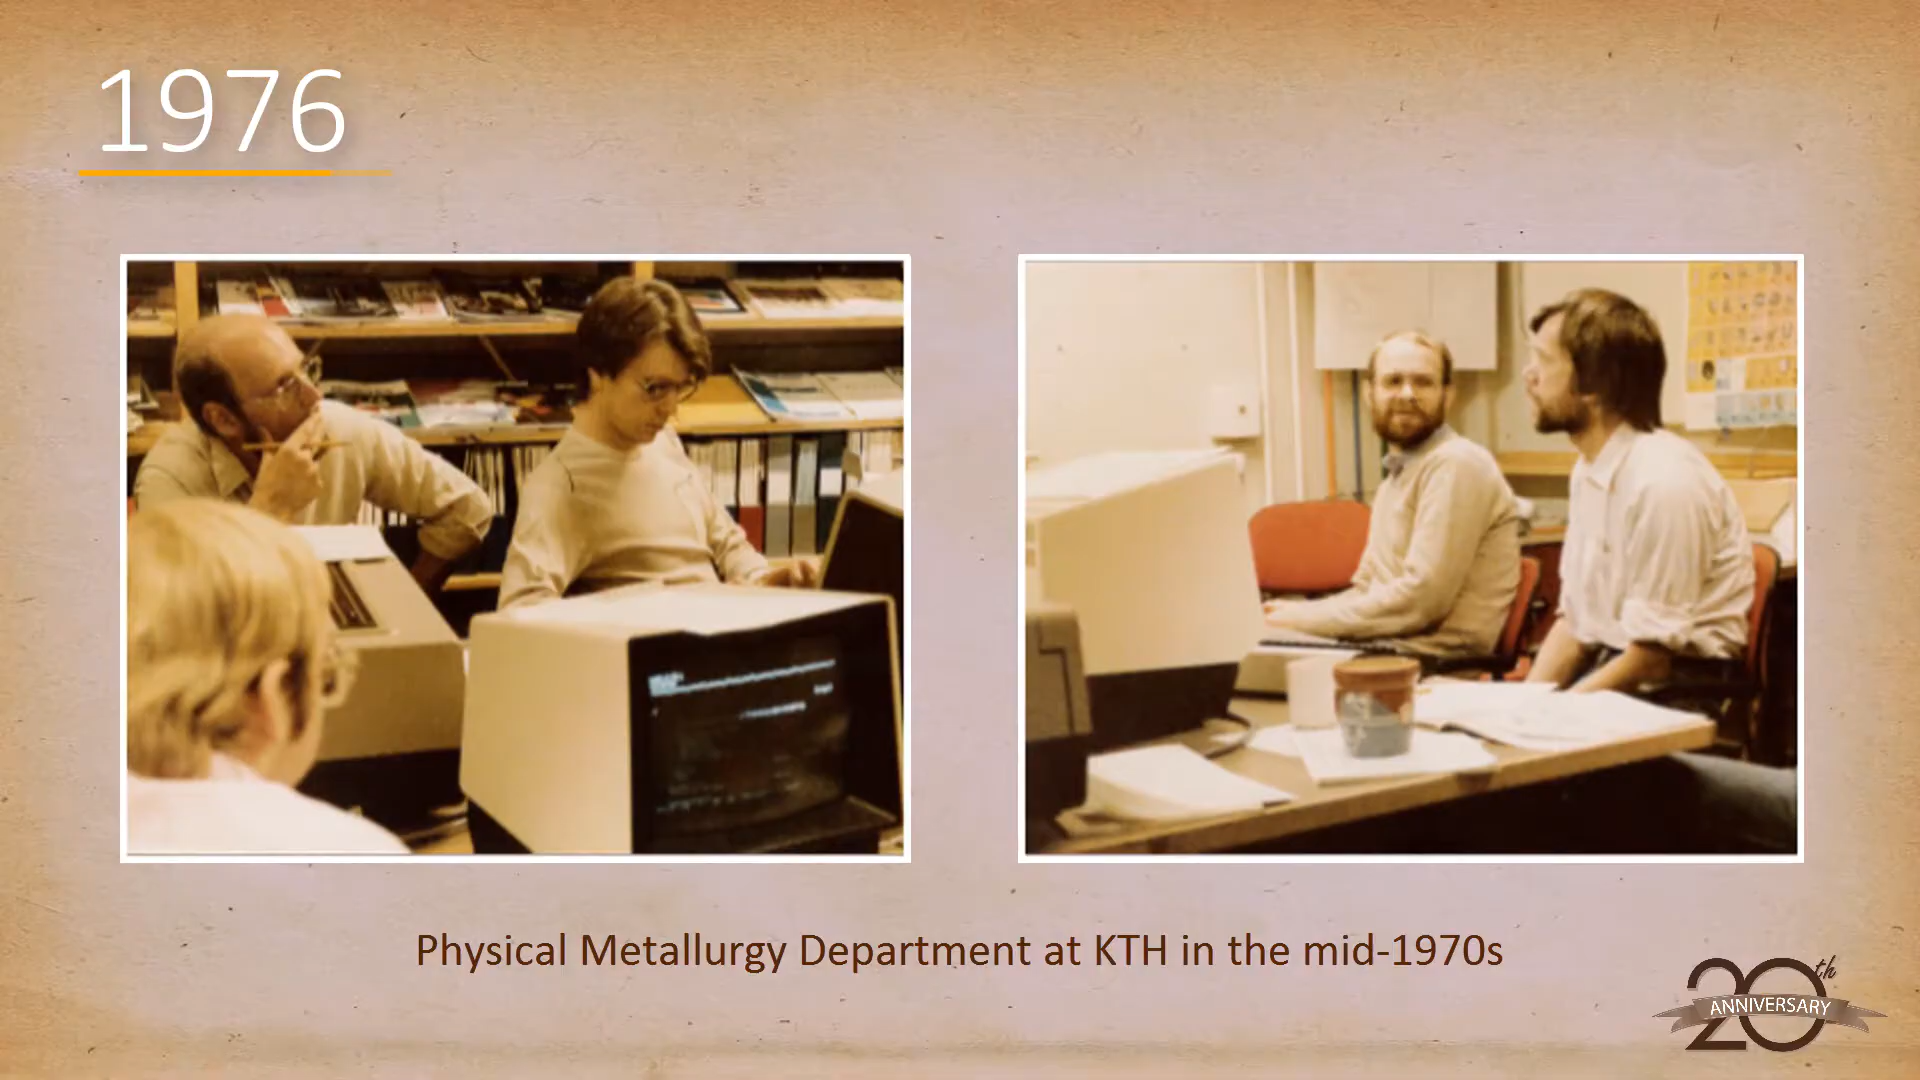 1976
Physical Metallurgy Department at KTH in the mid-1970s
20th
ANNIVERSARY